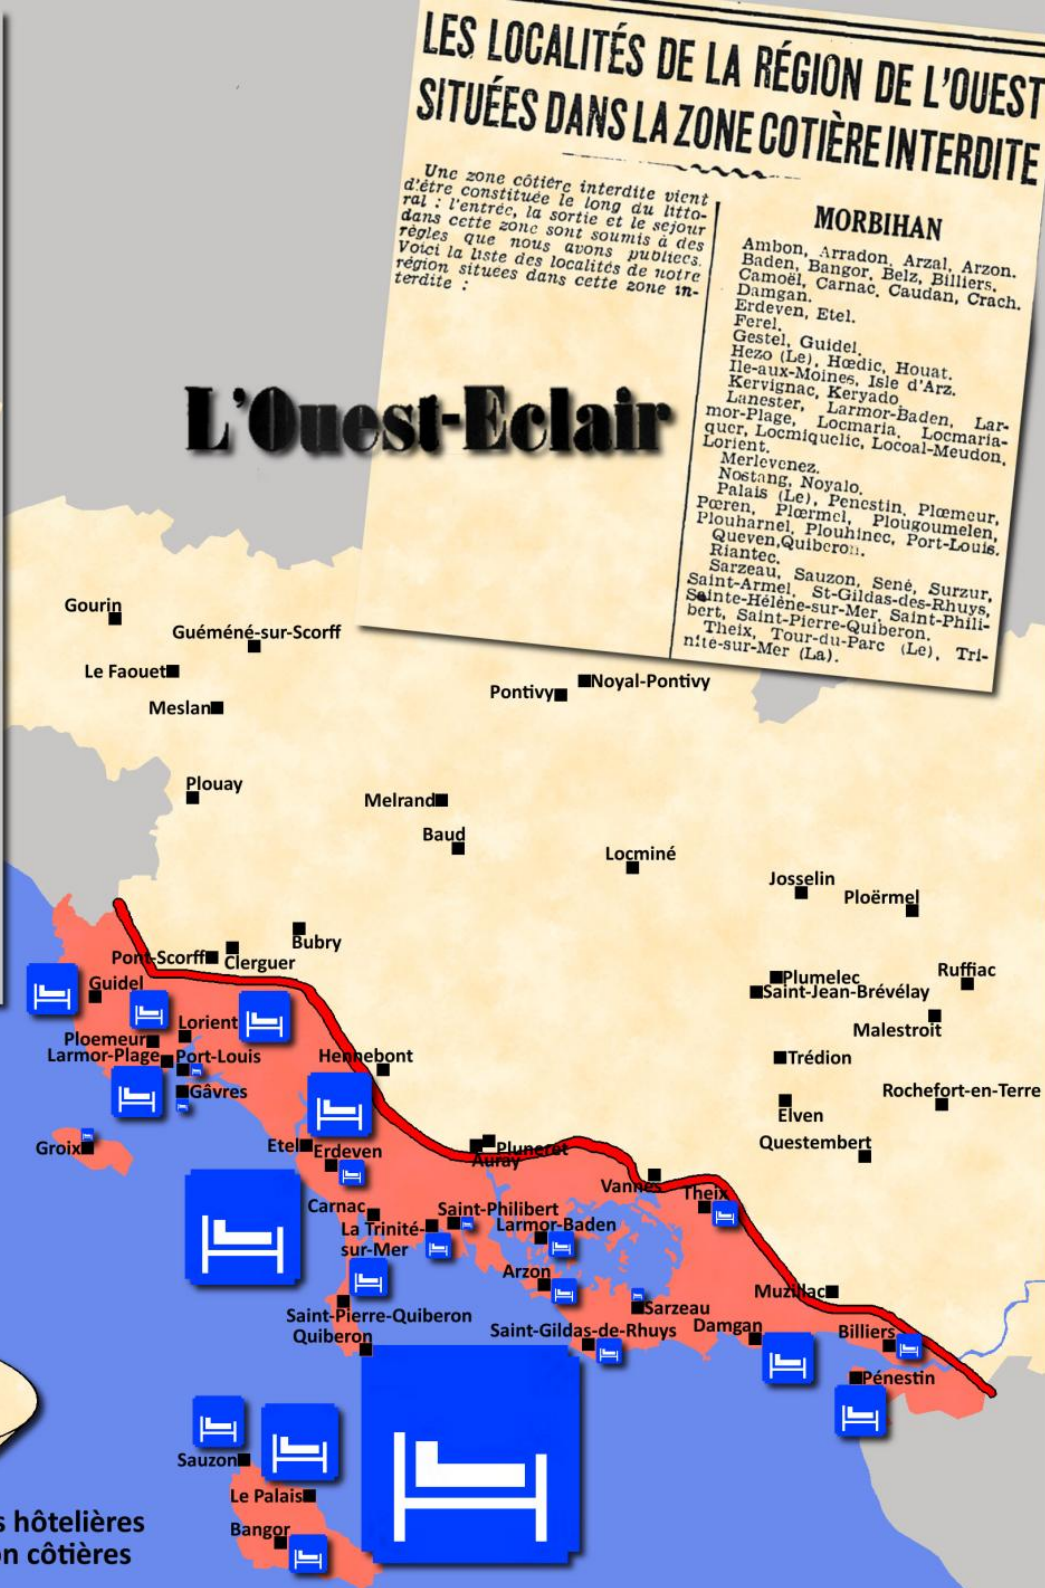 LES LOCALITÉS DE LA RÉGION DE L'OUEST
SITUÉES DANS LA ZONE COTIÈRE INTERDITE
Une zone côtière interdite vient
d'être constituée le long du litto-
ral : l'entrée, la sortie et le sejour
dans cette zone sont soumis à des
règles que nous avons publiees.
Voici la liste des localités de notre
région situées dans cette zone in-
terdite :
MORBIHAN
Ambon, Arradon, Arzal, Arzon.
Baden, Bangor, Belz, Billiers.
Camoël, Carnac, Caudan, Crach.
Damgan.
Erdeven, Etel.
Ferel.
Gestel, Guidel.
Hezo (Le), Hœdic, Houat.
Ile-aux-Moines, Isle d'Arz.
Kervignac, Keryado.
Lanester, Larmor-Baden, Lar-
mor-Plage, Locmaria, Locmaria-
quer, Locmiquelic, Locoal-Meudon,
Lorient.
Merlevenez.
Nostang, Noyalo.
Palais (Le), Penestin, Plœmeur,
Pœren, Plœrmel, Plougoumelen,
Plouharnel, Plouhinec, Port-Louis.
Queven, Quiberon.
Riantec.
Sarzeau, Sauzon, Sené, Surzur,
Saint-Armel, St-Gildas-des-Rhuys,
Sainte-Hélène-sur-Mer, Saint-Phili-
bert, Saint-Pierre-Quiberon.
Theix, Tour-du-Parc (Le), Tri-
nite-sur-Mer (La).
L'Ouest-Eclair
Gourin
Guéméné-sur-Scorff
Le Faouet
Meslan
Pontivy
Noyal-Pontivy
Plouay
Melrand
Baud
Locminé
Josselin
Ploërmel
Bubry
Pont-Scorff
Clerguer
Plumelec
Saint-Jean-Brévélay
Ruffiac
Malestroit
Guidel
Lorient
Ploemeur
Larmor-Plage
Port-Louis
Hennebont
Trédion
Gâvres
Elven
Rochefort-en-Terre
Groix
Etel
Erdeven
Auray
Pluneret
Questembert
Vannes
Theix
Carnac
Saint-Philibert
La Trinité-
sur-Mer
Larmor-Baden
Arzon
Sarzeau
Muzillac
Saint-Pierre-Quiberon
Quiberon
Saint-Gildas-de-Rhuys
Damgan
Billiers
Pénestin
Sauzon
Le Palais
Bangor
s hôtelières
on côtières